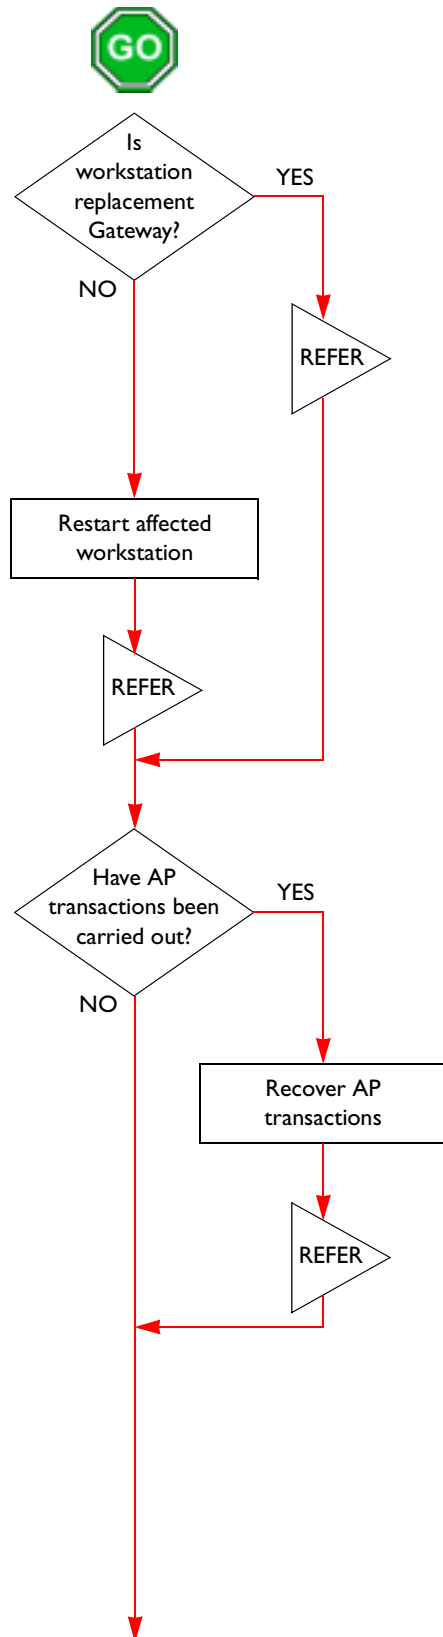 GO
Is
workstation
replacement
Gateway?
YES
NO
REFER
Restart affected
workstation
REFER
Have AP
transactions been
carried out?
YES
NO
Recover AP
transactions
REFER